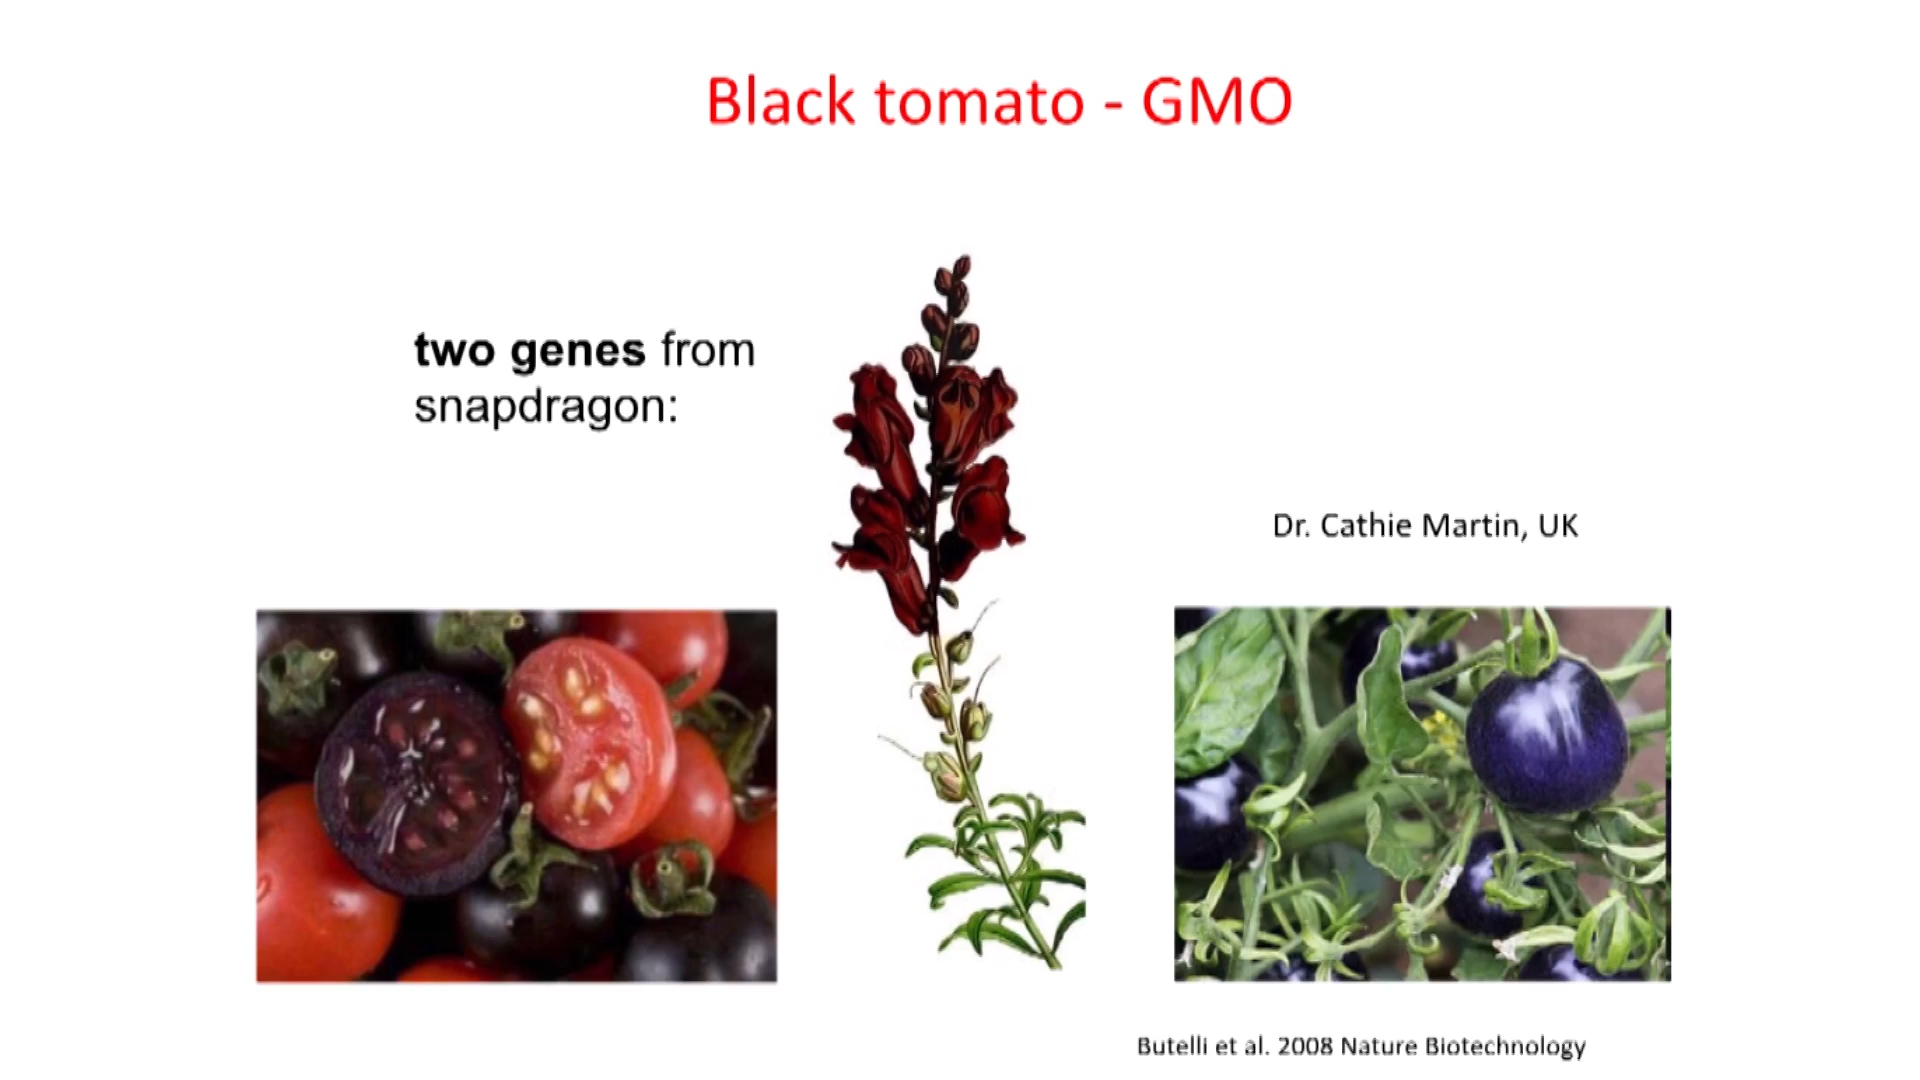 Black tomato - GMO
two genes from
snapdragon:
Dr. Cathie Martin, UK
Butelli et al. 2008 Nature Biotechnology